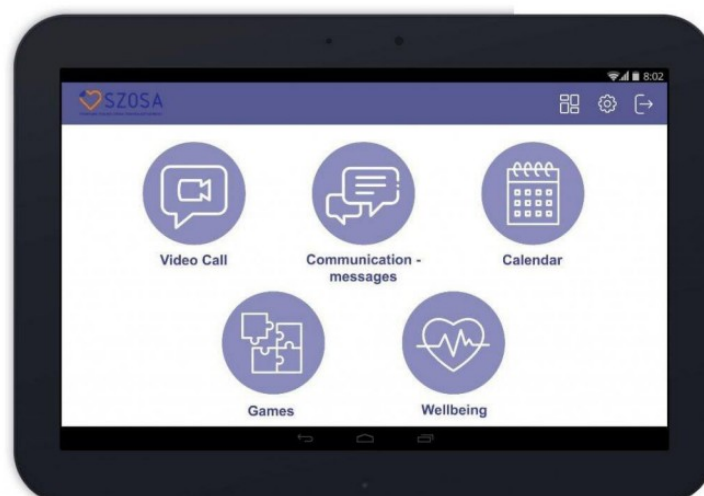 8:02
SZOSA
Video Call
Communication -
messages
Calendar
Games
Wellbeing